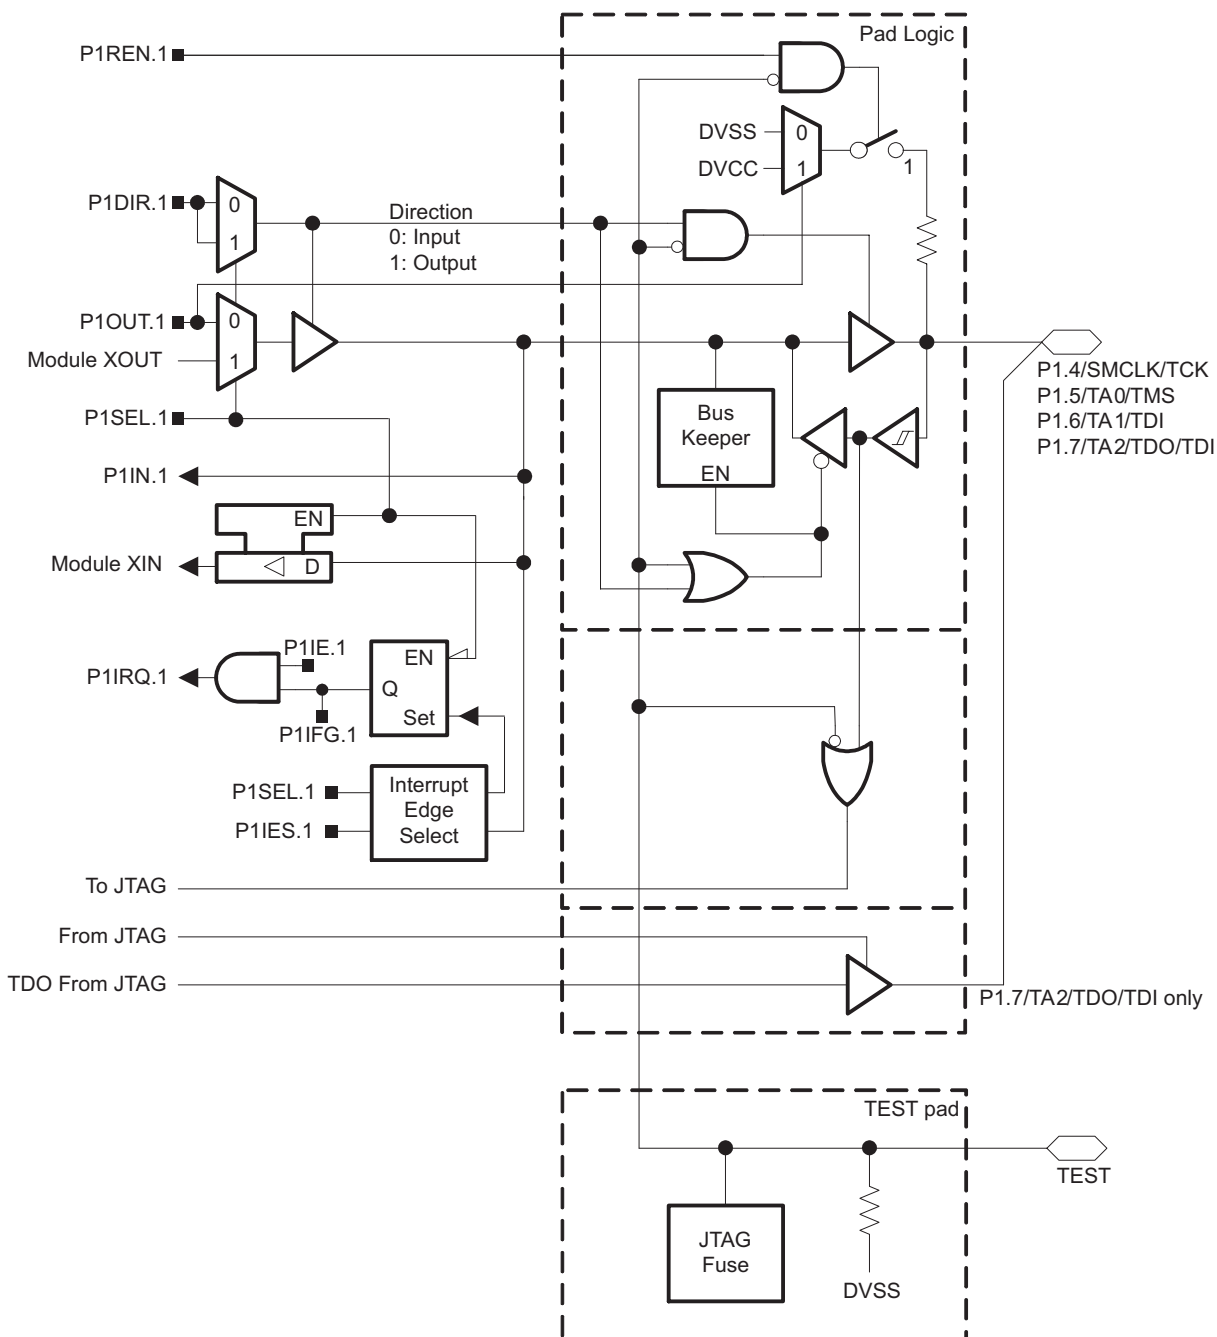 Pad Logic
P1REN.1
DVSS
0
DVCC
1
1
P1DIR.1
0
1
Direction
0: Input
1: Output
P1OUT.1
0
Module XOUT
1
P1SEL.1
P1.4/SMCLK/TCK
P1.5/TA0/TMS
P1.6/TA1/TDI
P1.7/TA2/TDO/TDI
Bus
Keeper
EN
P1IN.1
EN
Module XIN
D
P1IE.1
P1IRQ.1
EN
Q
Set
P1IFG.1
P1SEL.1
P1IES.1
Interrupt
Edge
Select
To JTAG
From JTAG
TDO From JTAG
P1.7/TA2/TDO/TDI only
TEST pad
TEST
JTAG
Fuse
DVSS